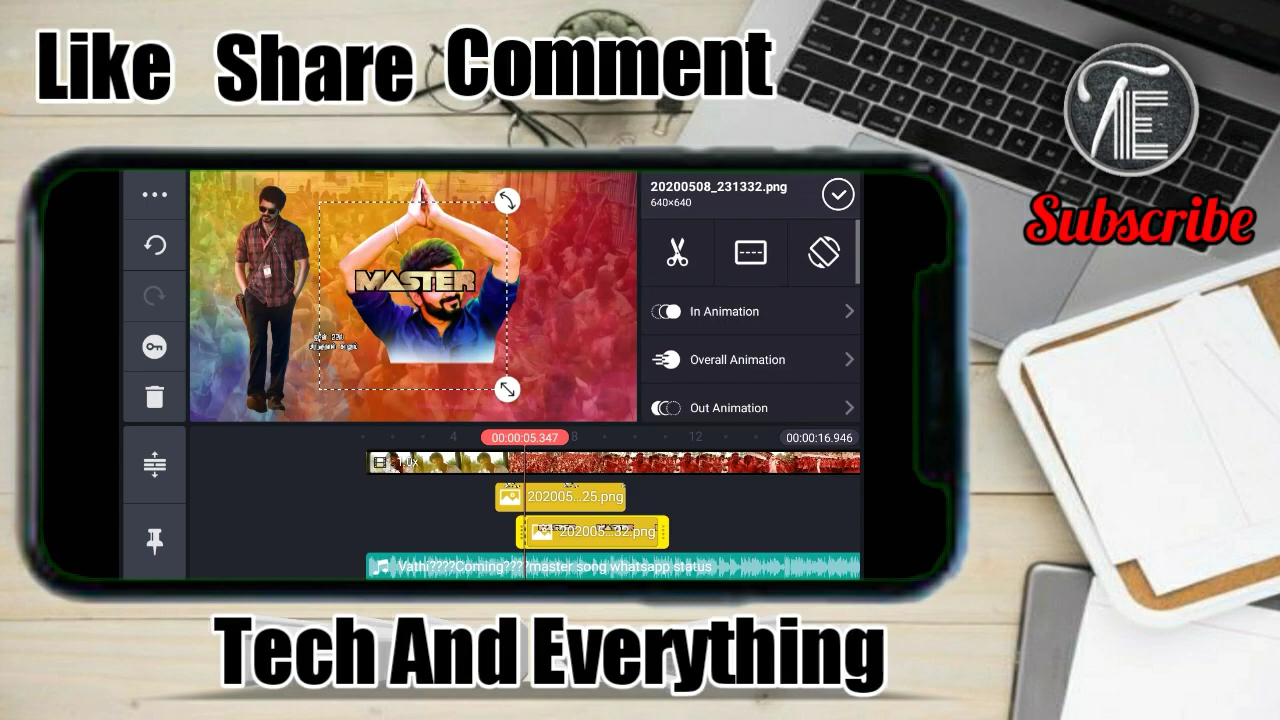 Like Share Comment
TE
Subscribe
20200508_231332.png
640×640
MASTER
In Animation
Overall Animation
Out Animation
4
00:00:05.347
8
12
00:00:16.946
1.0x
202005...25.png
202005...32.png
Vathi????Coming????master song whatsapp status
Tech And Everything